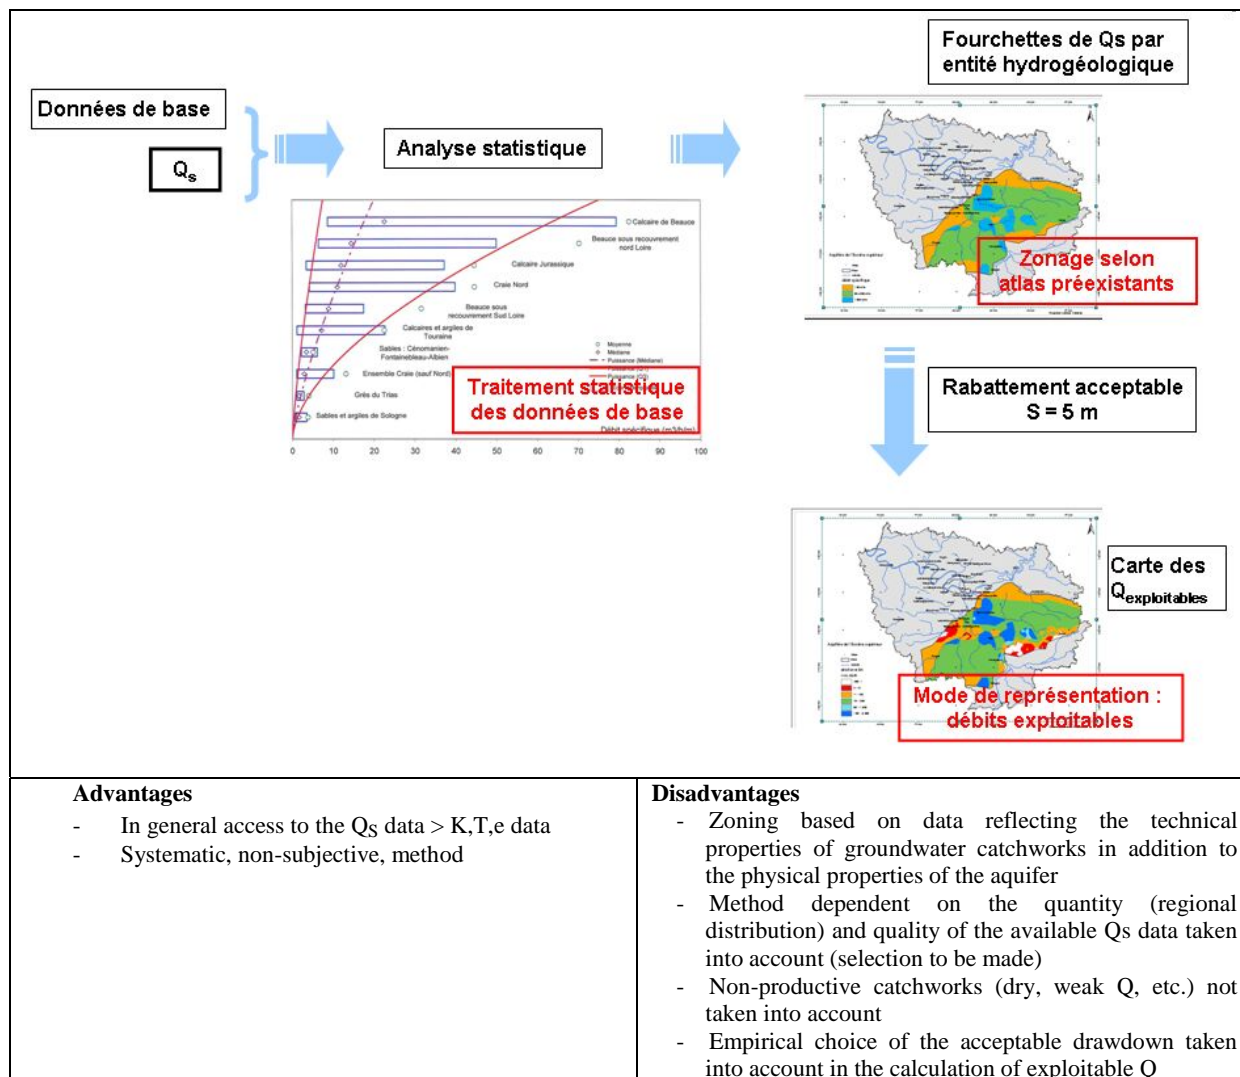 Fourchettes de Qs par
entité hydrogéologique
Données de base
Qs
Analyse statistique
Calcaire de Beauce
Beauce sous recouvrement
nord Loire
Calcaire Jurassique
Craie Nord
Beauce sous
recouvrement Sud Loire
Calcaires et argiles de
Touraine
Sables : Cénomanien-
Fontainebleau-Albien
Ensemble Craie (sauf Nord)
Grès du Trias
Sables et argiles de Sologne
Moyenne
Médiane
Puissance (Médiane)
Puissance (Q3)
Débit spécifique (m3/h/m)
0 10 20 30 40 50 60 70 80 90 100
Traitement statistique
des données de base
Zonage selon
atlas préexistants
Rabattement acceptable
S = 5 m
Carte des
Qexploitables
Mode de représentation :
débits exploitables
Advantages
- In general access to the QS data > K,T,e data
- Systematic, non-subjective, method
Disadvantages
- Zoning based on data reflecting the technical
properties of groundwater catchworks in addition to
the physical properties of the aquifer
- Method dependent on the quantity (regional
distribution) and quality of the available Qs data taken
into account (selection to be made)
- Non-productive catchworks (dry, weak Q, etc.) not
taken into account
- Empirical choice of the acceptable drawdown taken
into account in the calculation of exploitable Q